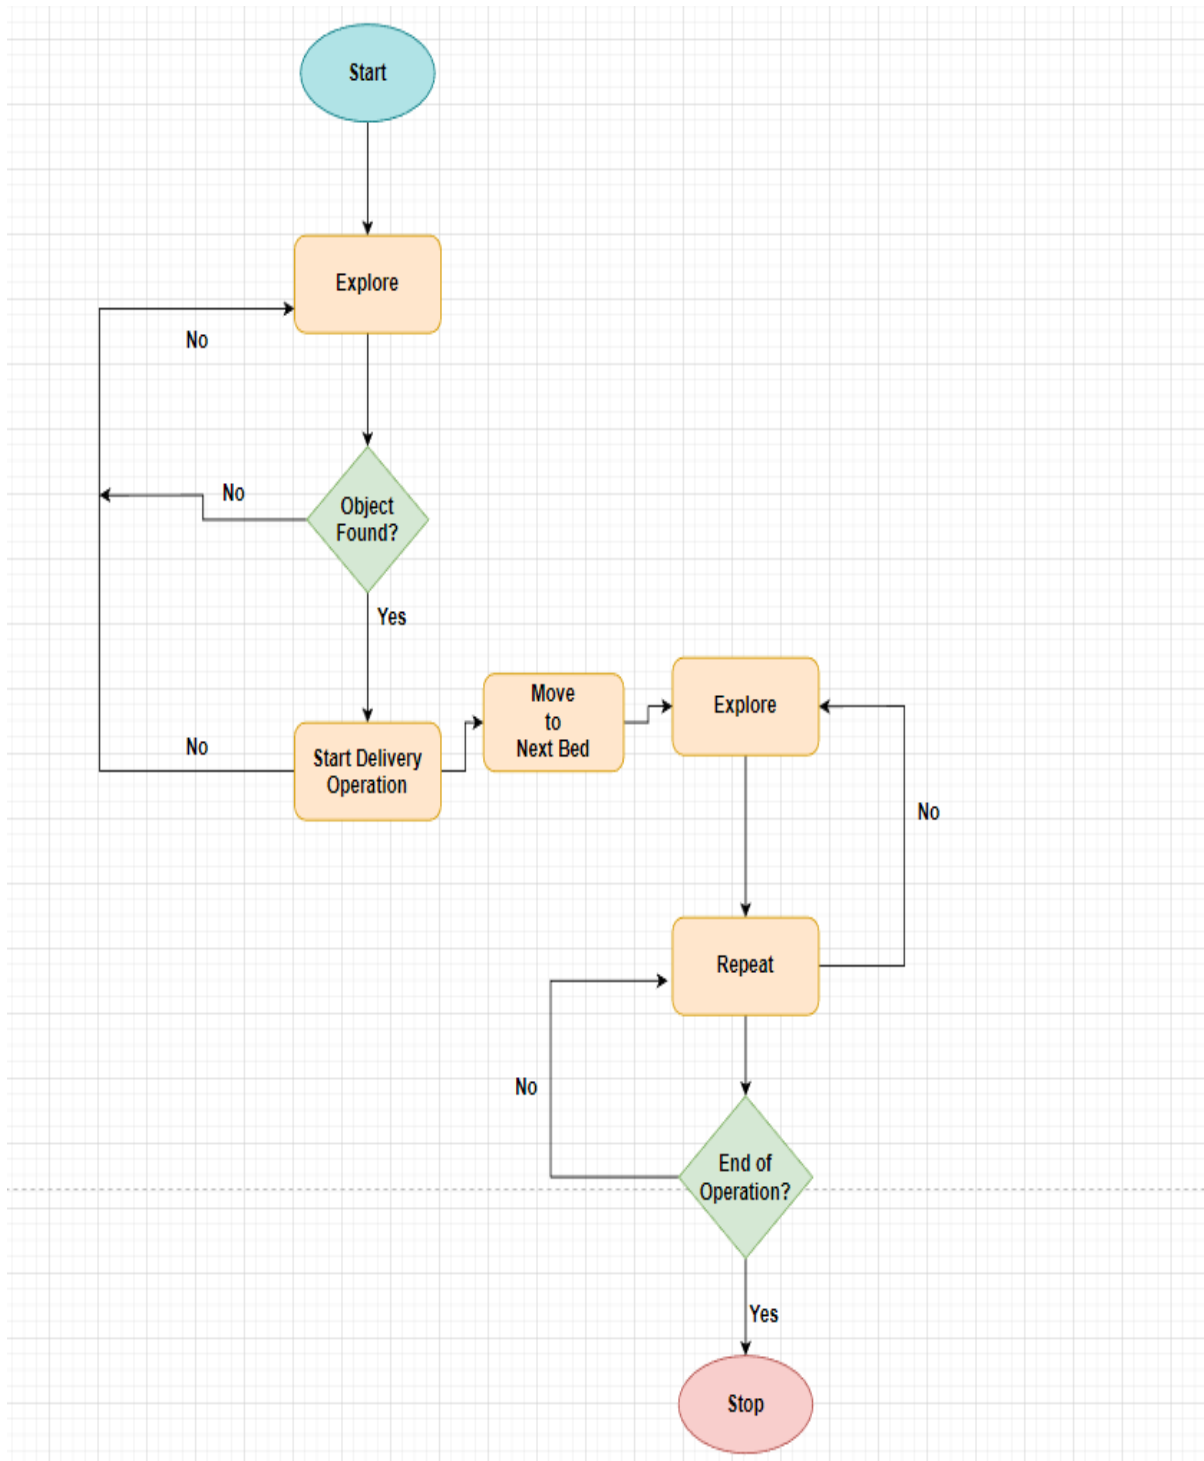 Start
Explore
No
No
Object
Found?
Yes
No
Start Delivery
Operation
Move
to
Next Bed
Explore
No
Repeat
No
End of
Operation?
Yes
Stop